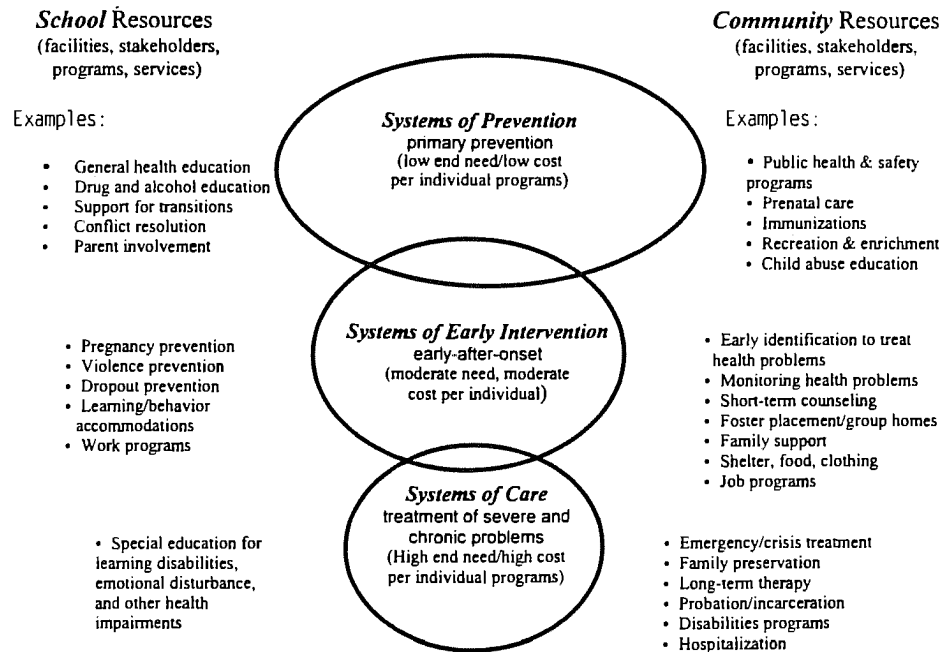 School Resources
(facilities, stakeholders,
programs, services)
Examples:
• General health education
• Drug and alcohol education
• Support for transitions
• Conflict resolution
• Parent involvement
• Pregnancy prevention
• Violence prevention
• Dropout prevention
• Learning/behavior
accommodations
• Work programs
• Special education for
learning disabilities,
emotional disturbance,
and other health
impairments
Systems of Prevention
primary prevention
(low end need/low cost
per individual programs)
Systems of Early Intervention
early-after-onset
(moderate need, moderate
cost per individual)
Systems of Care
treatment of severe and
chronic problems
(High end need/high cost
per individual programs)
Community Resources
(facilities, stakeholders,
programs, services)
Examples:
• Public health & safety
programs
• Prenatal care
• Immunizations
• Recreation & enrichment
• Child abuse education
• Early identification to treat
health problems
• Monitoring health problems
• Short-term counseling
• Foster placement/group homes
• Family support
• Shelter, food, clothing
• Job programs
• Emergency/crisis treatment
• Family preservation
• Long-term therapy
• Probation/incarceration
• Disabilities programs
• Hospitalization